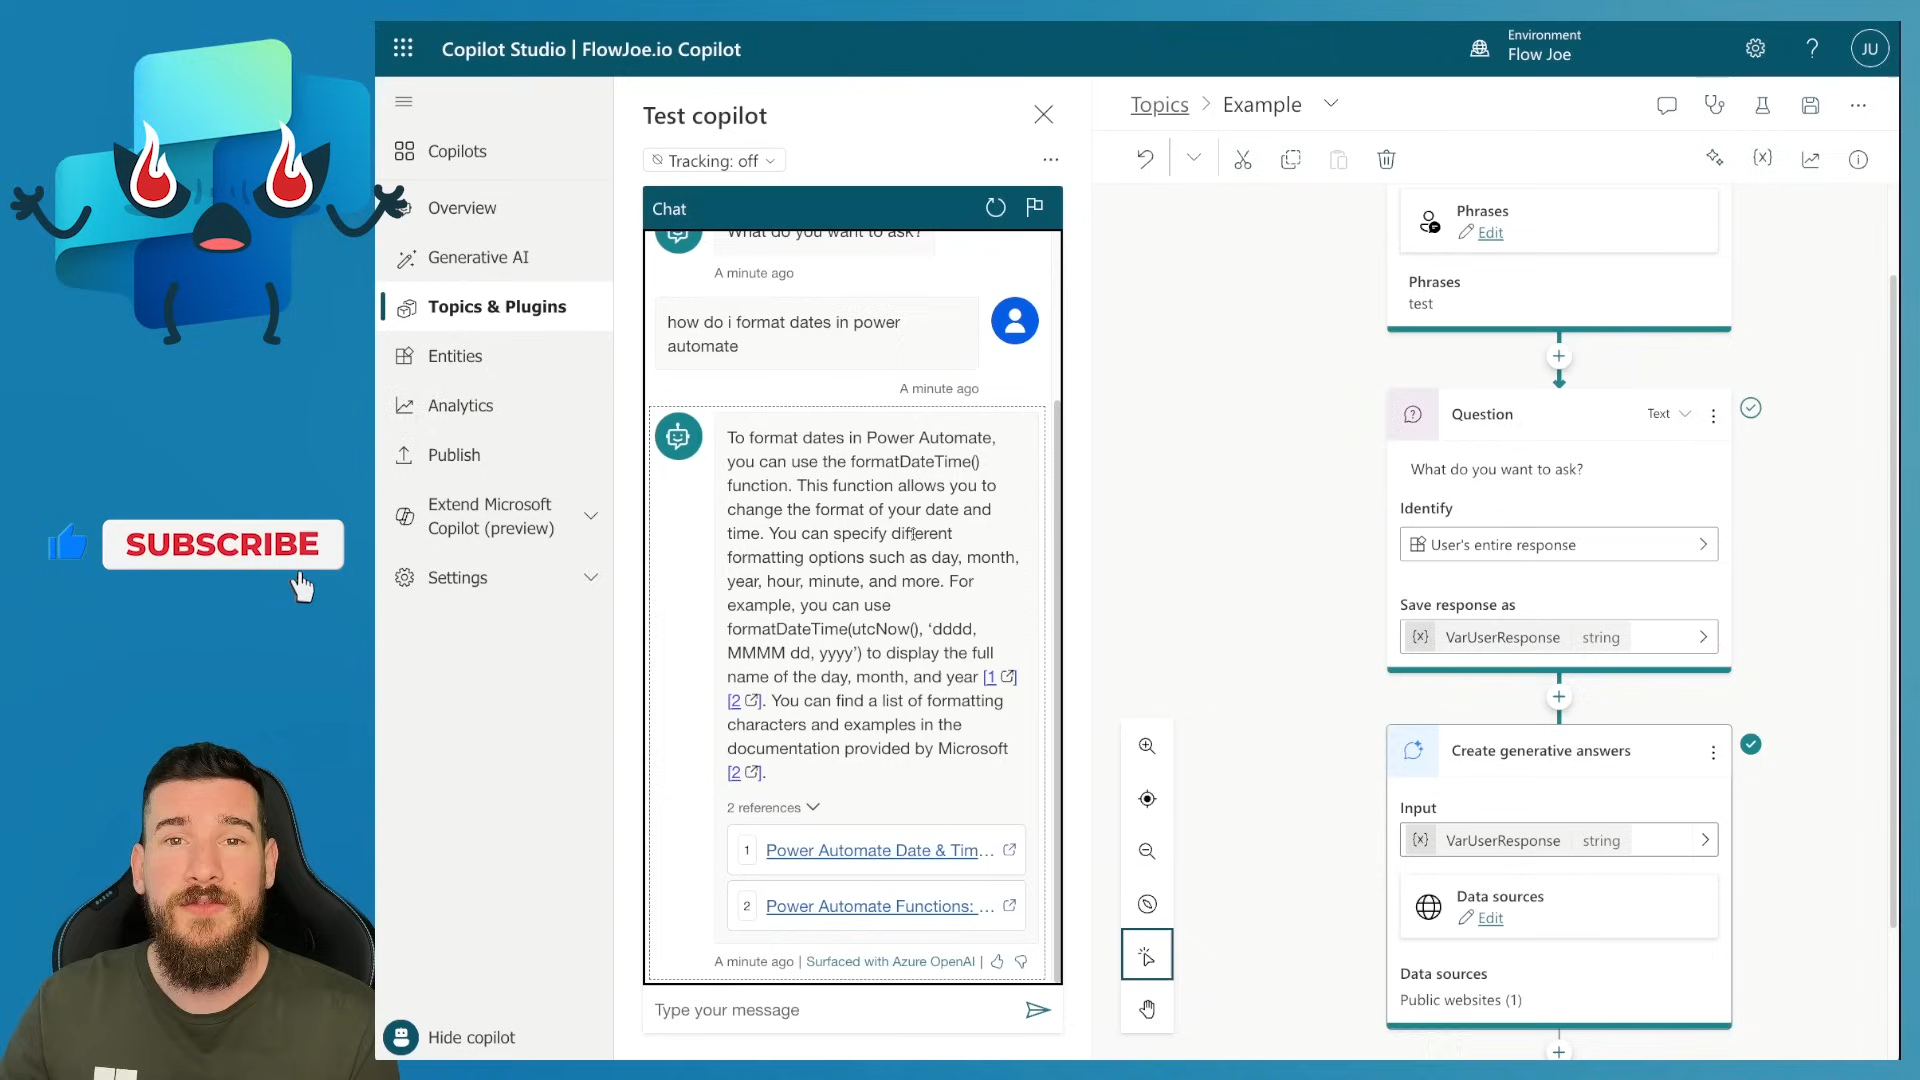 Copilot Studio | FlowJoe.io Copilot
Environment
Flow Joe
JU
Copilots
Overview
Generative AI
Topics & Plugins
Entities
Analytics
Publish
Extend Microsoft
Copilot (preview)
Settings
Hide copilot
SUBSCRIBE
Test copilot
Tracking: off
Chat
What do you want to ask?
A minute ago
how do i format dates in power
automate
A minute ago
To format dates in Power Automate,
you can use the formatDateTime()
function. This function allows you to
change the format of your date and
time. You can specify different
formatting options such as day, month,
year, hour, minute, and more. For
example, you can use
formatDateTime(utcNow(), ‘dddd,
MMMM dd, yyyy’) to display the full
name of the day, month, and year [1]
[2]. You can find a list of formatting
characters and examples in the
documentation provided by Microsoft
[2].
2 references
1 Power Automate Date & Tim...
2 Power Automate Functions: ...
A minute ago | Surfaced with Azure OpenAI |
Type your message
Topics > Example
Phrases
Edit
Phrases
test
Question
Text
What do you want to ask?
Identify
User's entire response
Save response as
{x} VarUserResponse string
Create generative answers
Input
{x} VarUserResponse string
Data sources
Edit
Data sources
Public websites (1)